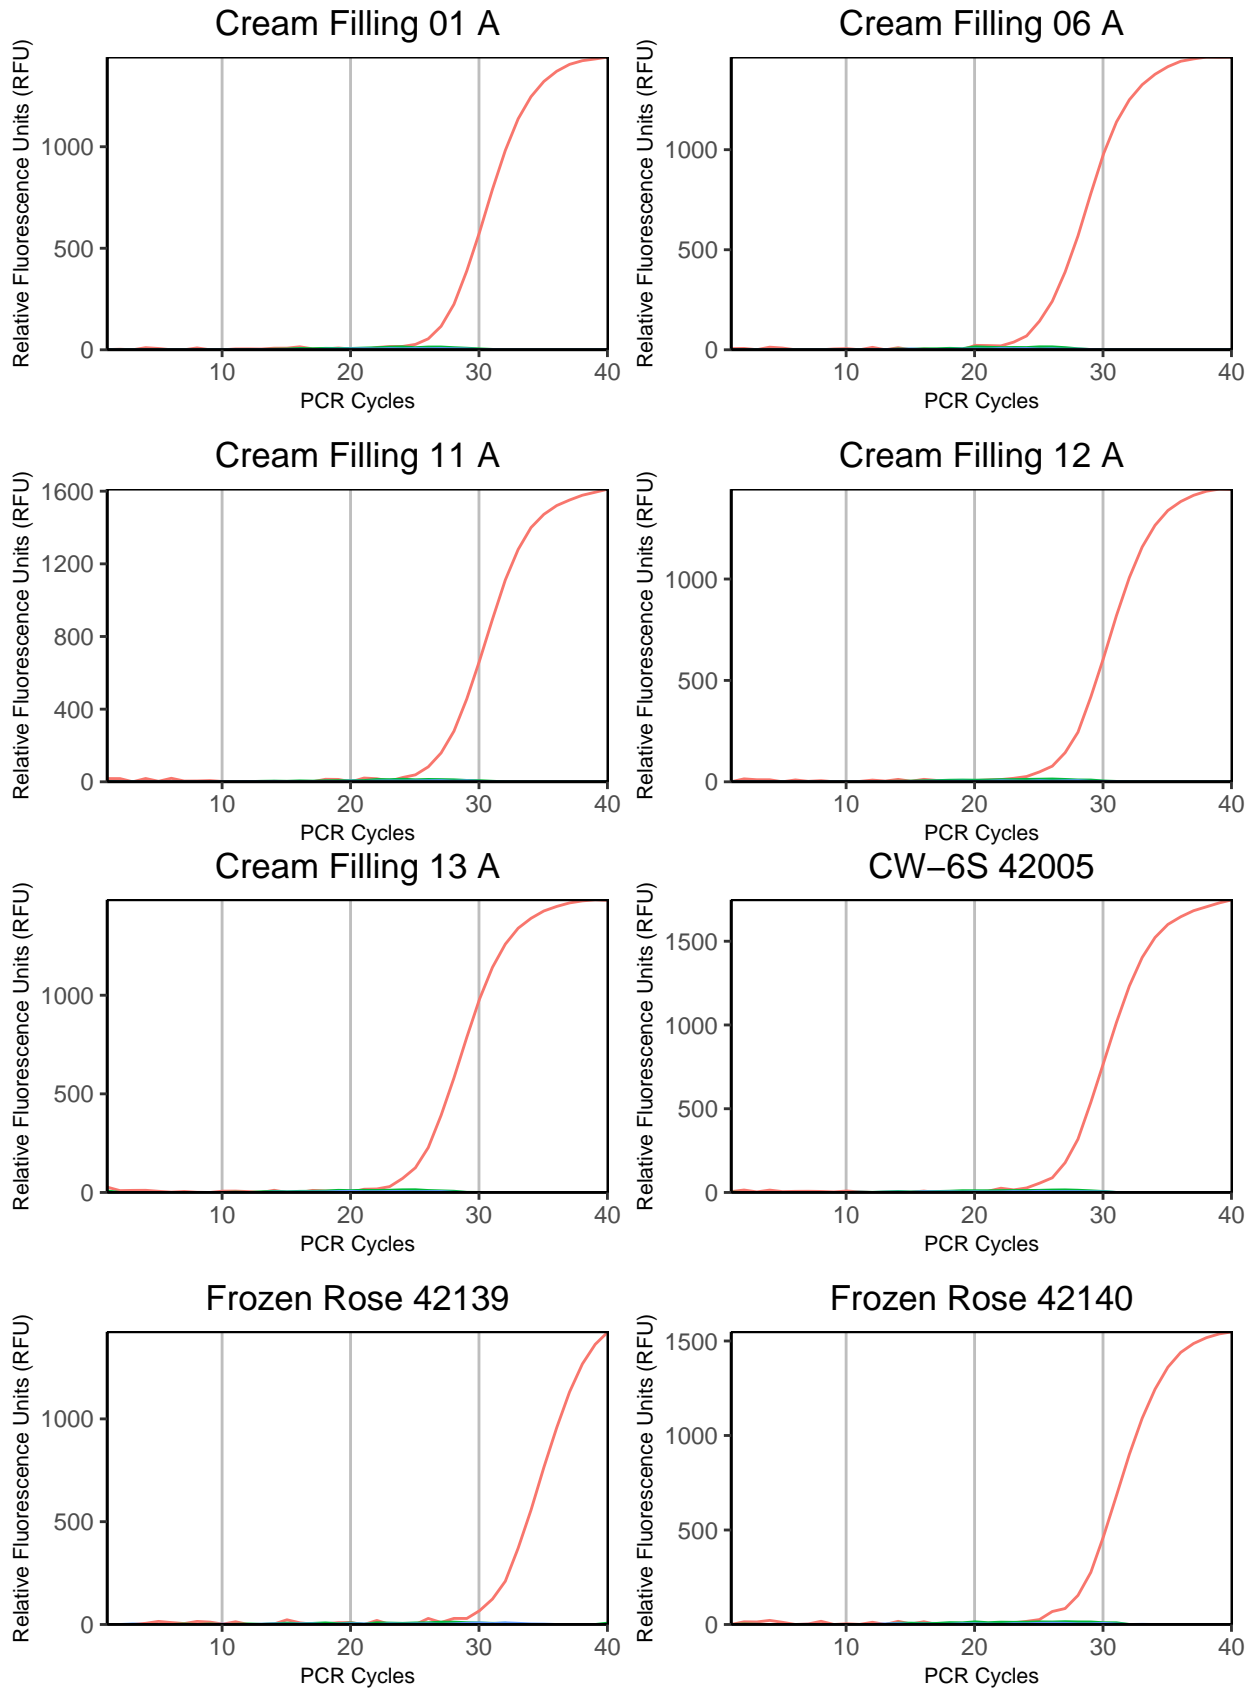 Cream Filling 01 A
Relative Fluorescence Units (RFU)
1000
500
0
10 20 30 40
PCR Cycles
Cream Filling 06 A
Relative Fluorescence Units (RFU)
1000
500
0
10 20 30 40
PCR Cycles
Cream Filling 11 A
Relative Fluorescence Units (RFU)
1600
1200
800
400
0
10 20 30 40
PCR Cycles
Cream Filling 12 A
Relative Fluorescence Units (RFU)
1000
500
0
10 20 30 40
PCR Cycles
Cream Filling 13 A
Relative Fluorescence Units (RFU)
1000
500
0
10 20 30 40
PCR Cycles
CW−6S 42005
Relative Fluorescence Units (RFU)
1500
1000
500
0
10 20 30 40
PCR Cycles
Frozen Rose 42139
Relative Fluorescence Units (RFU)
1000
500
0
10 20 30 40
PCR Cycles
Frozen Rose 42140
Relative Fluorescence Units (RFU)
1500
1000
500
0
10 20 30 40
PCR Cycles